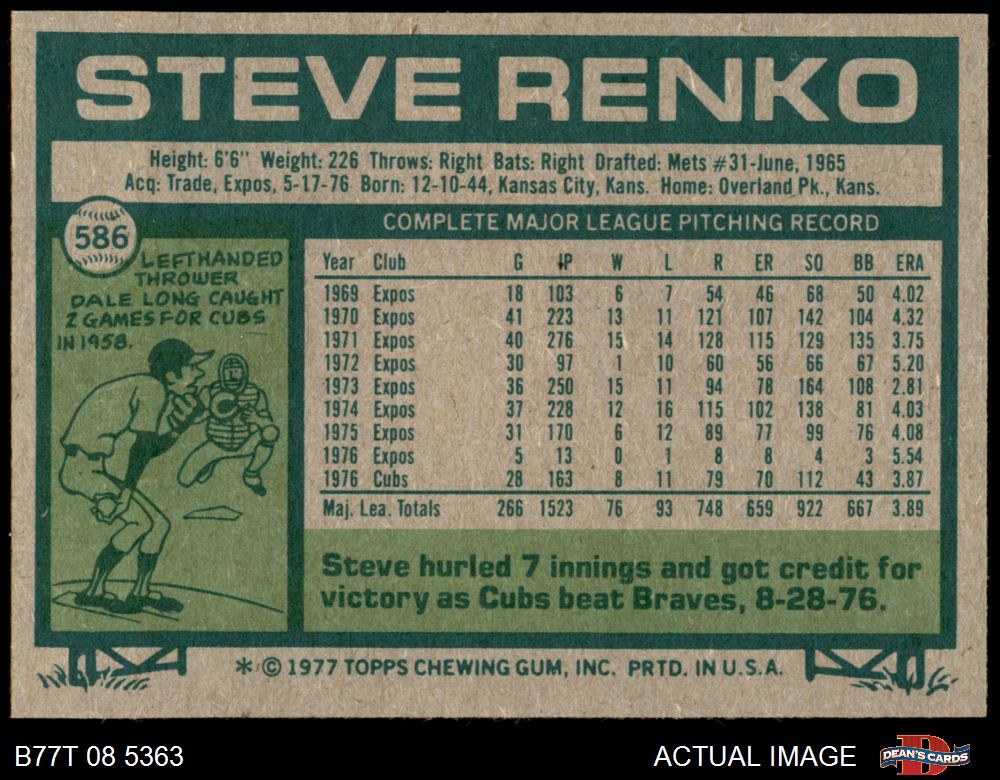 STEVE RENKO
Height: 6'6" Weight: 226 Throws: Right Bats: Right Drafted: Mets #31-June, 1965
Acq: Trade, Expos, 5-17-76 Born: 12-10-44, Kansas City, Kans. Home: Overland Pk., Kans.
586
LEFTHANDED
THROWER
DALE LONG CAUGHT
2 GAMES FOR CUBS
IN 1958.
C
COMPLETE MAJOR LEAGUE PITCHING RECORD
Year Club G IP W L R ER SO BB ERA
1969 Expos 18 103 6 7 54 46 68 50 4.02
1970 Expos 41 223 13 11 121 107 142 104 4.32
1971 Expos 40 276 15 14 128 115 129 135 3.75
1972 Expos 30 97 1 10 60 56 66 67 5.20
1973 Expos 36 250 15 11 94 78 164 108 2.81
1974 Expos 37 228 12 16 115 102 138 81 4.03
1975 Expos 31 170 6 12 89 77 99 76 4.08
1976 Expos 5 13 0 1 8 8 4 3 5.54
1976 Cubs 28 163 8 11 79 70 112 43 3.87
Maj. Lea. Totals 266 1523 76 93 748 659 922 667 3.89
Steve hurled 7 innings and got credit for
victory as Cubs beat Braves, 8-28-76.
*© 1977 TOPPS CHEWING GUM, INC. PRTD. IN U.S.A.
B77T 08 5363
ACTUAL IMAGE
DEAN'S CARDS